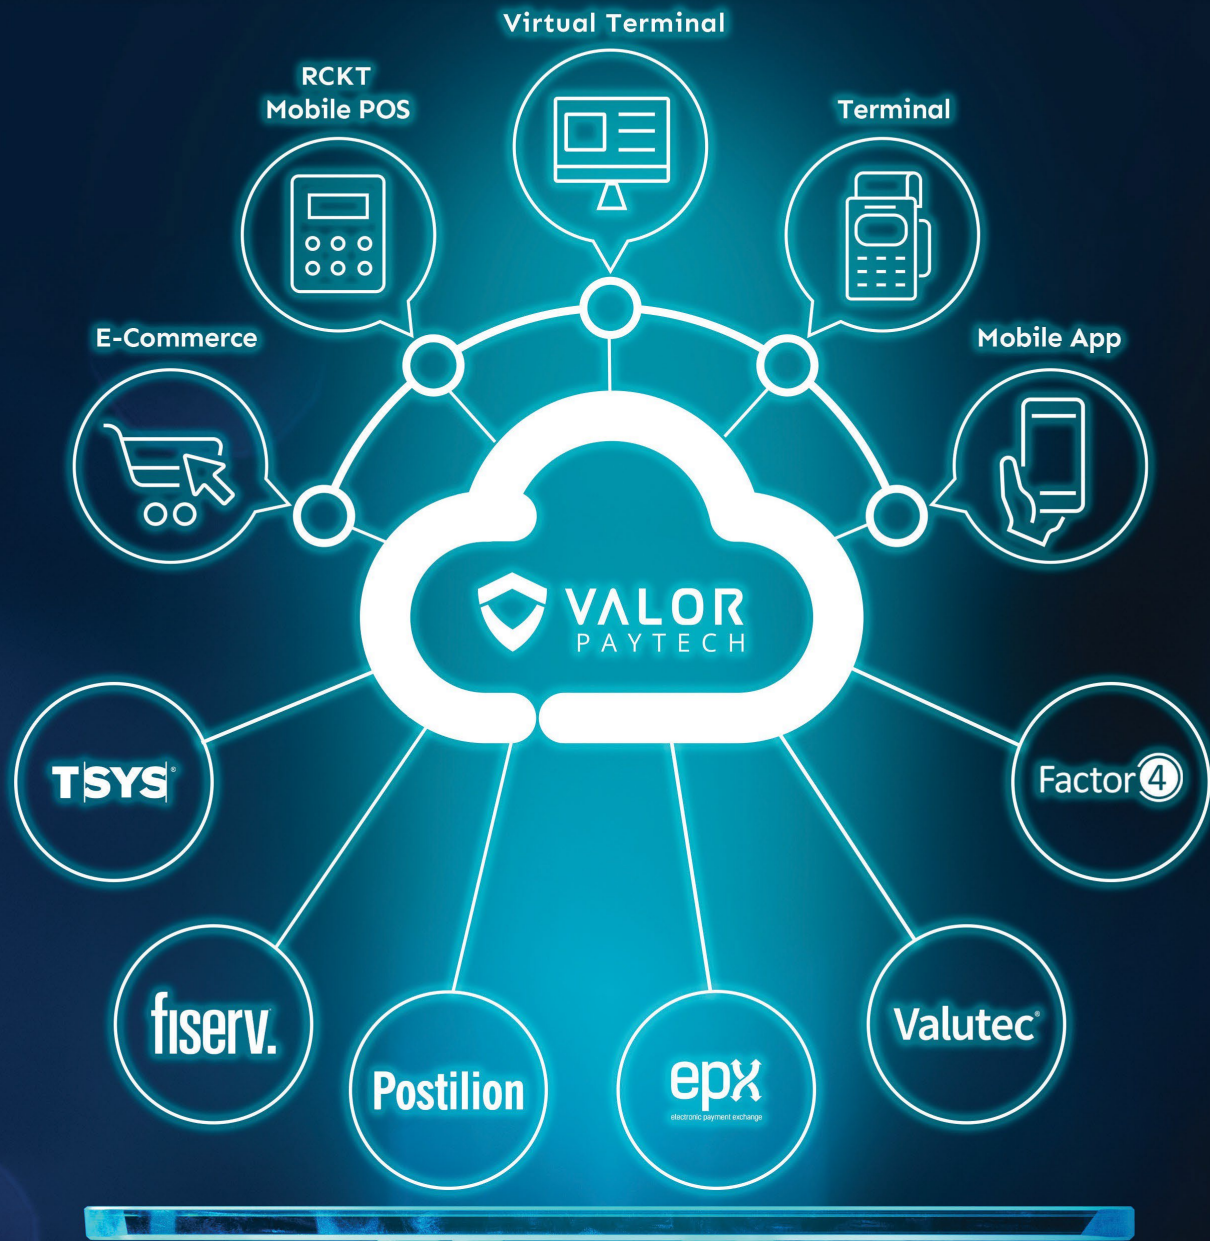 Virtual Terminal
RCKT
Mobile POS
Terminal
E-Commerce
Mobile App
VALOR
PAYTECH
TSYS®
Factor4
fiserv.
Postilion
epx
electronic payment exchange
Valutec®